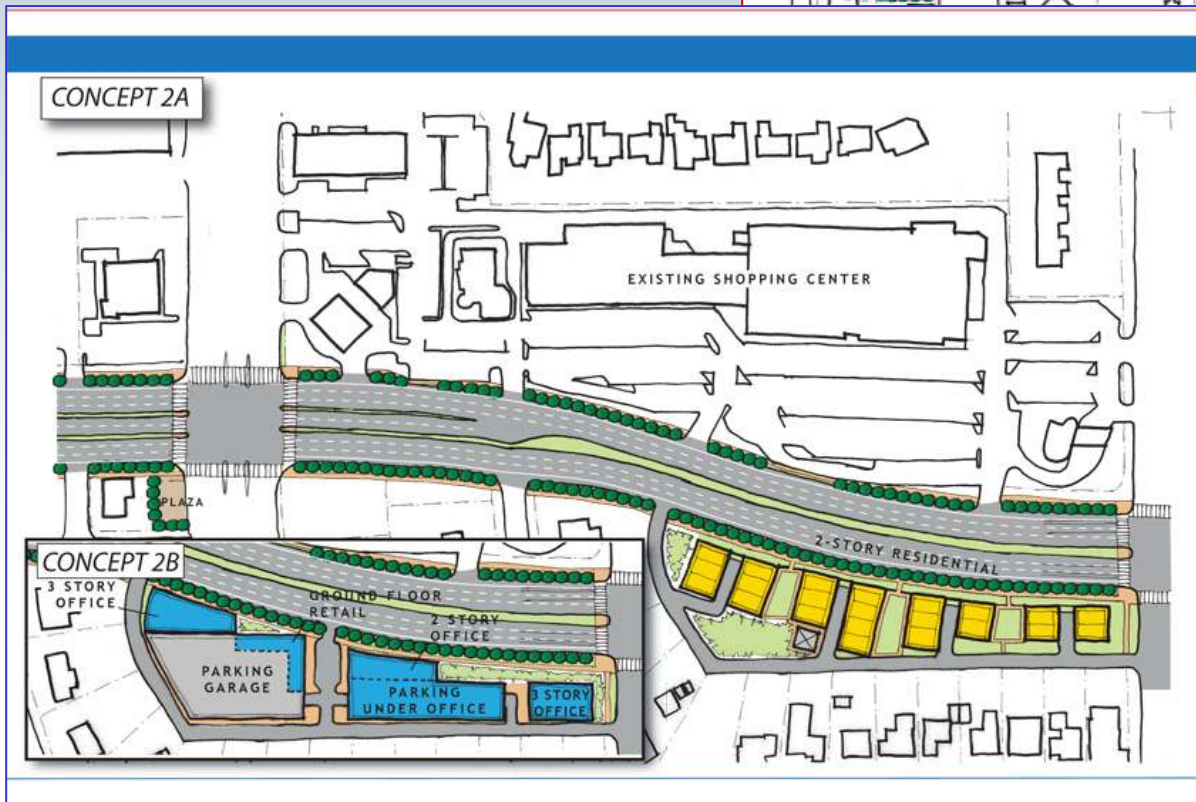 CONCEPT 2A
EXISTING SHOPPING CENTER
PLAZA
2-STORY RESIDENTIAL
CONCEPT 2B
3 STORY
OFFICE
GROUND FLOOR
RETAIL
2 STORY
OFFICE
PARKING
GARAGE
PARKING
UNDER OFFICE
3 STORY
OFFICE